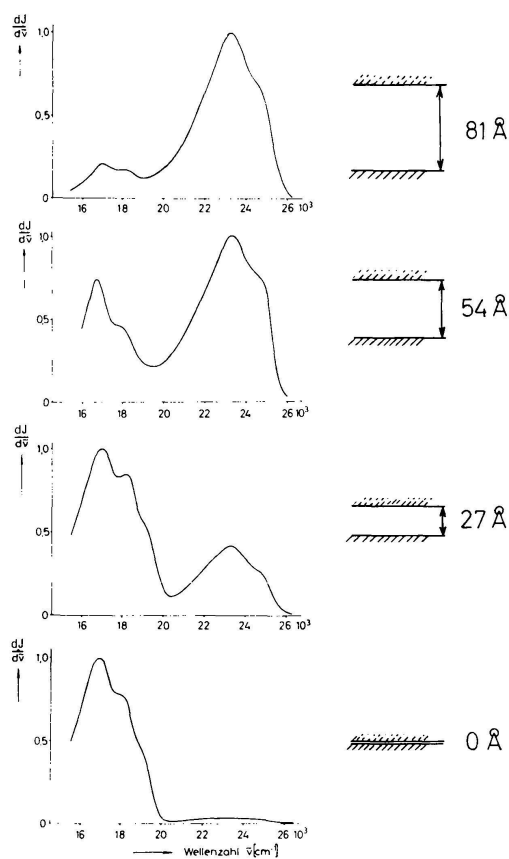 dJ
dν̄
1,0
0,5
0
16 18 20 22 24 26 10³
81 Å
dJ
dν̄
1,0
0,5
0
16 18 20 22 24 26 10³
54 Å
dJ
dν̄
1,0
0,5
0
16 18 20 22 24 26 10³
27 Å
dJ
dν̄
1,0
0,5
0
16 18 20 22 24 26 10³
0 Å
Wellenzahl ν̄[cm⁻¹]